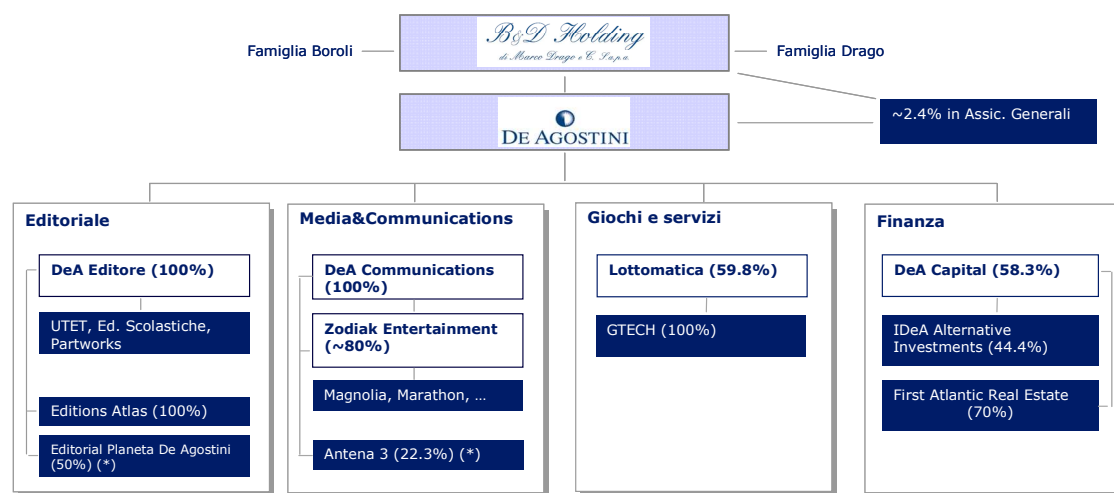 Famiglia Boroli
B&D Holding
di Marco Drago e C. S.a.p.a.
Famiglia Drago
DE AGOSTINI
~2.4% in Assic. Generali
Editoriale
DeA Editore (100%)
UTET, Ed. Scolastiche,
Partworks
Editions Atlas (100%)
Editorial Planeta De Agostini
(50%) (*)
Media&Communications
DeA Communications
(100%)
Zodiak Entertainment
(~80%)
Magnolia, Marathon, …
Antena 3 (22.3%) (*)
Giochi e servizi
Lottomatica (59.8%)
GTECH (100%)
Finanza
DeA Capital (58.3%)
IDeA Alternative
Investments (44.4%)
First Atlantic Real Estate
(70%)